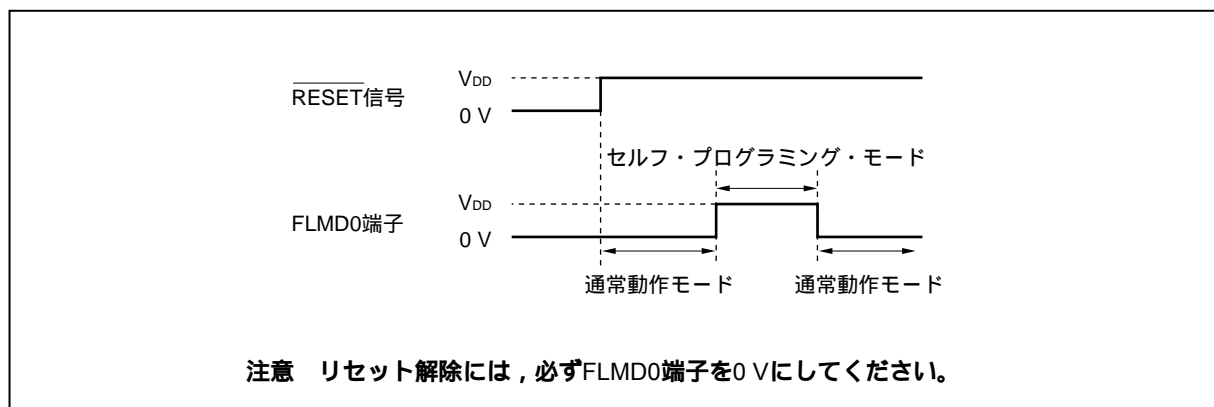 VDD
RESET信号
0 V
セルフ・プログラミング・モード
VDD
FLMD0端子
0 V
通常動作モード 通常動作モード
注意 リセット解除には，必ずFLMD0端子を0 Vにしてください。